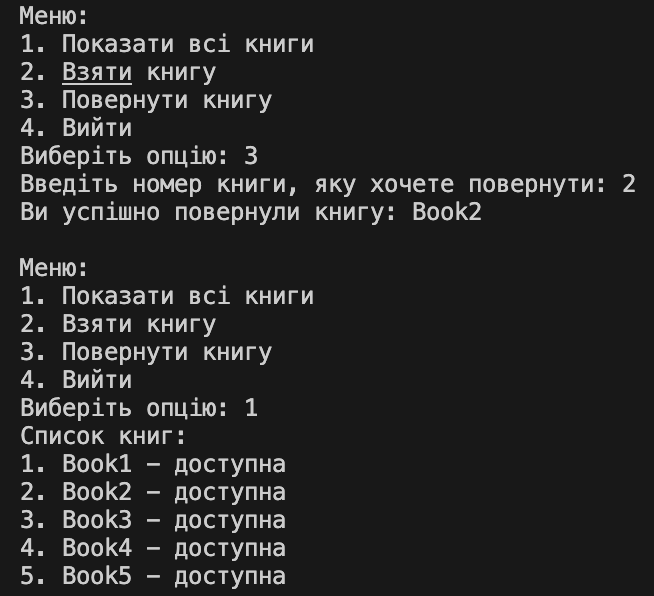 Меню:
1. Показати всі книги
2. Взяти книгу
3. Повернути книгу
4. Вийти
Виберіть опцію: 3
Введіть номер книги, яку хочете повернути: 2
Ви успішно повернули книгу: Book2
Меню:
1. Показати всі книги
2. Взяти книгу
3. Повернути книгу
4. Вийти
Виберіть опцію: 1
Список книг:
1. Book1 – доступна
2. Book2 – доступна
3. Book3 – доступна
4. Book4 – доступна
5. Book5 – доступна